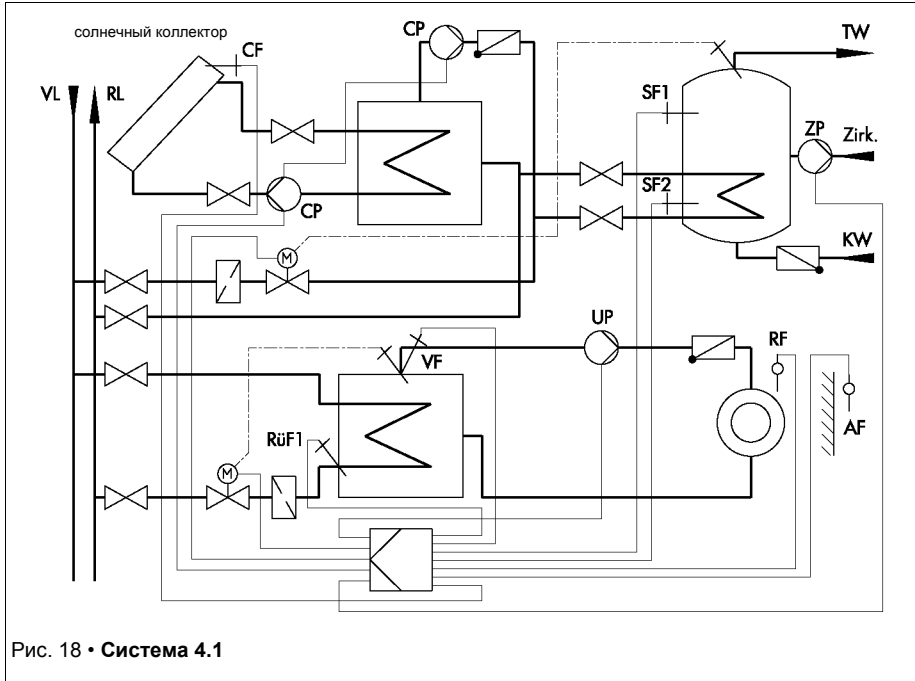 солнечный коллектор
CF
CP
TW
VL
RL
SF1
ZP
Zirk.
CP
SF2
KW
M
UP
RF
VF
AF
RüF1
M
Рис. 18 • Система 4.1